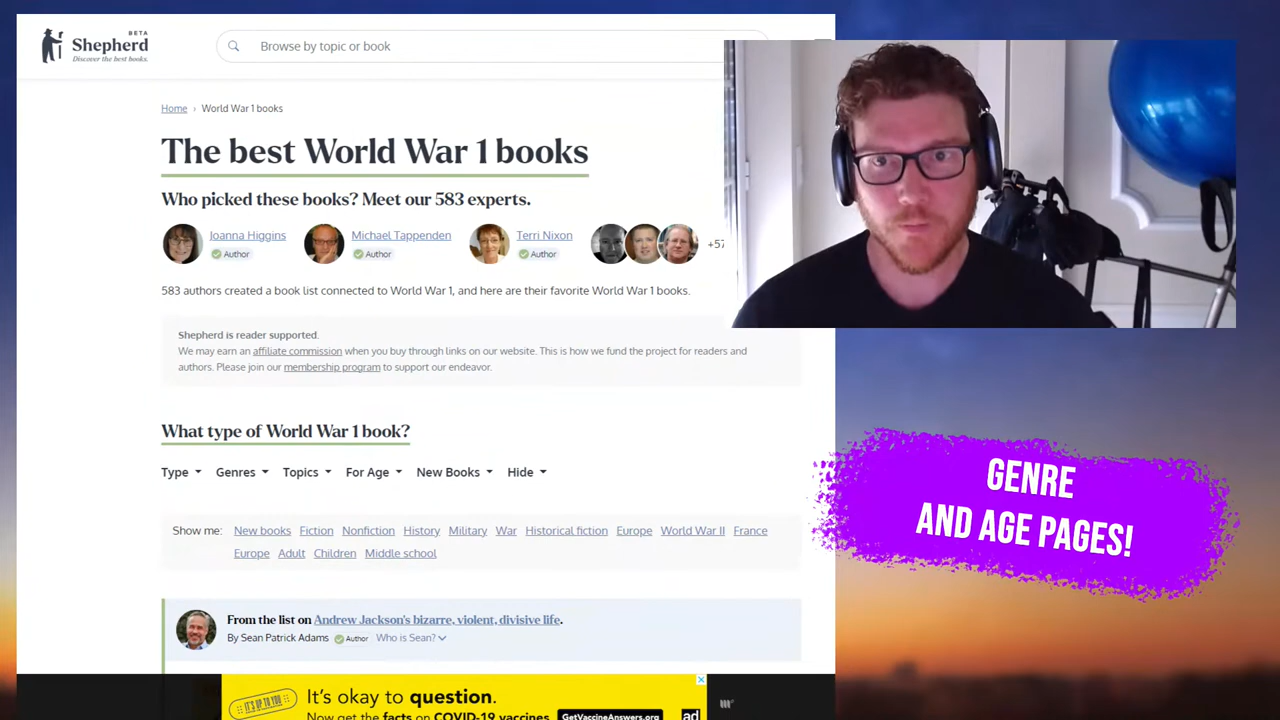 BETA
Shepherd
Discover the best books.
Browse by topic or book
Home › World War 1 books
The best World War 1 books
Who picked these books? Meet our 583 experts.
Joanna Higgins
Author
Michael Tappenden
Author
Terri Nixon
Author
+57
583 authors created a book list connected to World War 1, and here are their favorite World War 1 books.
Shepherd is reader supported.
We may earn an affiliate commission when you buy through links on our website. This is how we fund the project for readers and
authors. Please join our membership program to support our endeavor.
What type of World War 1 book?
Type Genres Topics For Age New Books Hide
Show me: New books Fiction Nonfiction History Military War Historical fiction Europe World War II France
Europe Adult Children Middle school
GENRE
AND AGE PAGES!
From the list on Andrew Jackson's bizarre, violent, divisive life.
By Sean Patrick Adams Author Who is Sean?
IT'S UP TO YOU
It's okay to question.
Now get the facts on COVID-19 vaccines
GetVaccineAnswers.org
ad